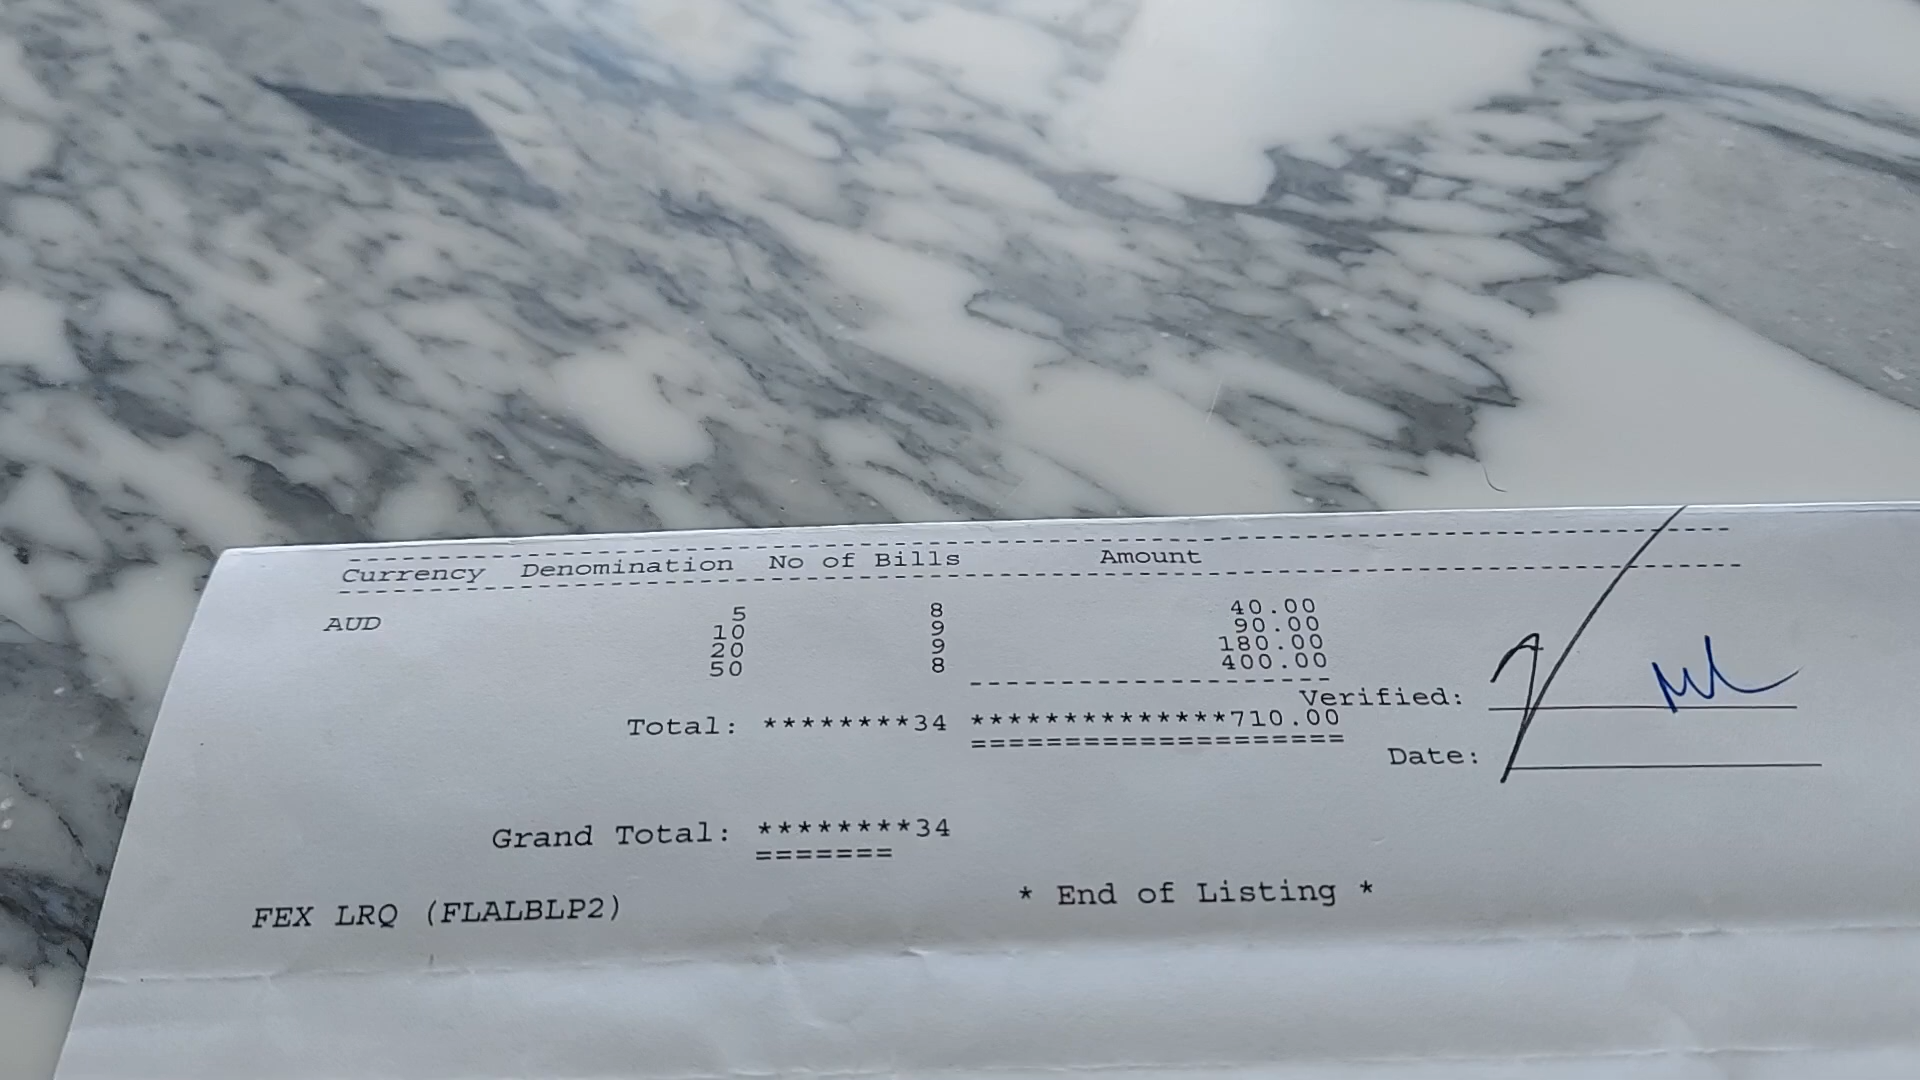 Currency Denomination No of Bills Amount
AUD 5 8 40.00
10 9 90.00
20 9 180.00
50 8 400.00
Verified:
Total: ********34 **************710.00
Date:
Grand Total: ********34
FEX LRQ (FLALBLP2) * End of Listing *